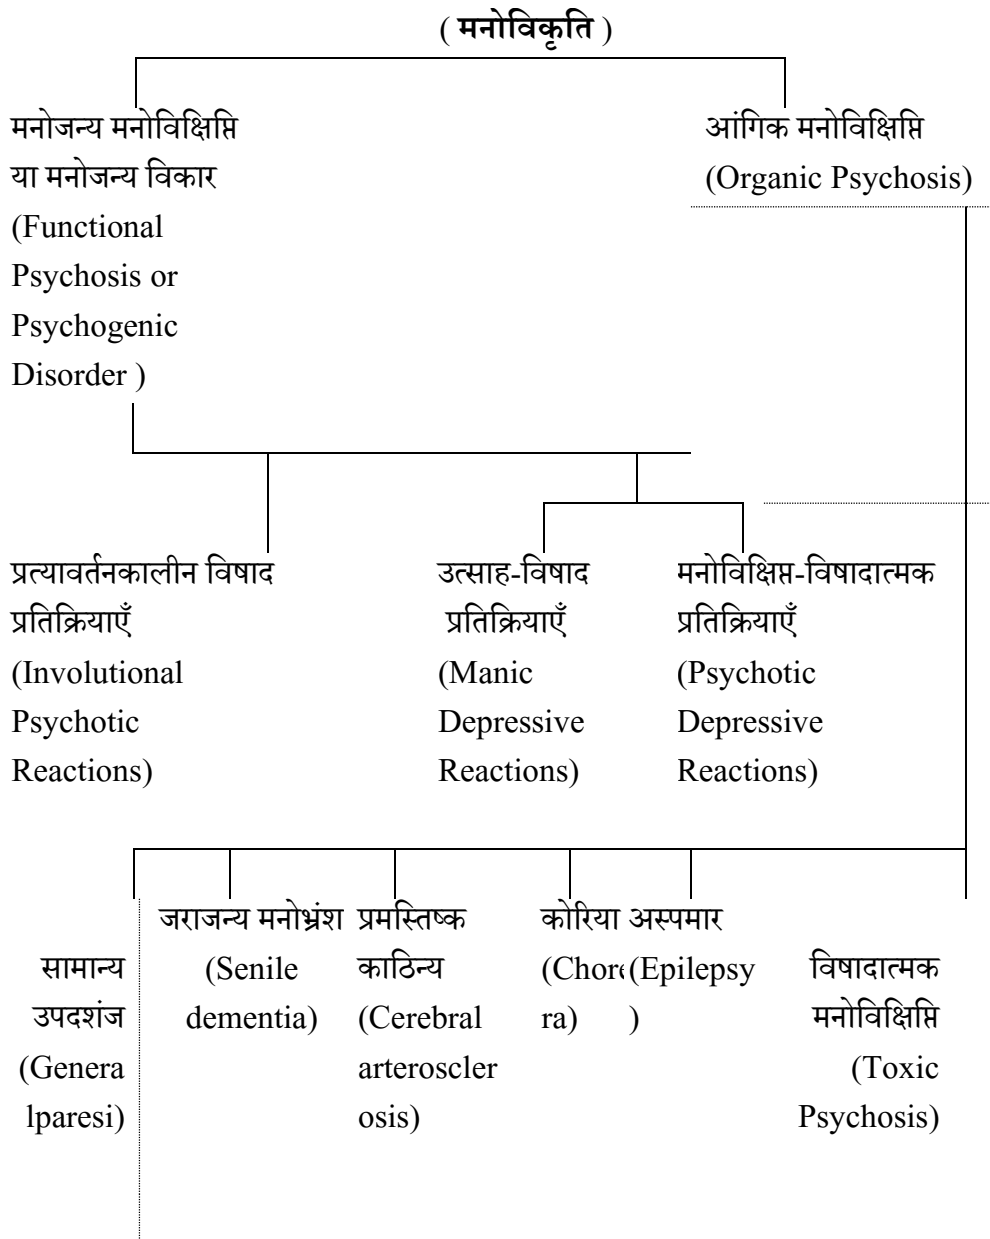 ( मनोविकृति )
मनोजन्य मनोविक्षिप्ति
या मनोजन्य विकार
(Functional
Psychosis or
Psychogenic
Disorder )
आंगिक मनोविक्षिप्ति
(Organic Psychosis)
प्रत्यावर्तनकालीन विषाद
प्रतिक्रियाएँ
(Involutional
Psychotic
Reactions)
उत्साह-विषाद
प्रतिक्रियाएँ
(Manic
Depressive
Reactions)
मनोविक्षिप्त-विषादात्मक
प्रतिक्रियाएँ
(Psychotic
Depressive
Reactions)
सामान्य
उपदशंज
(Genera
lparesi)
जराजन्य मनोभ्रंश
(Senile
dementia)
प्रमस्तिष्क
काठिन्य
(Cerebral
arteroscler
osis)
कोरिया
(Chore
ra)
अस्पमार
(Epilepsy
)
विषादात्मक
मनोविक्षिप्ति
(Toxic
Psychosis)